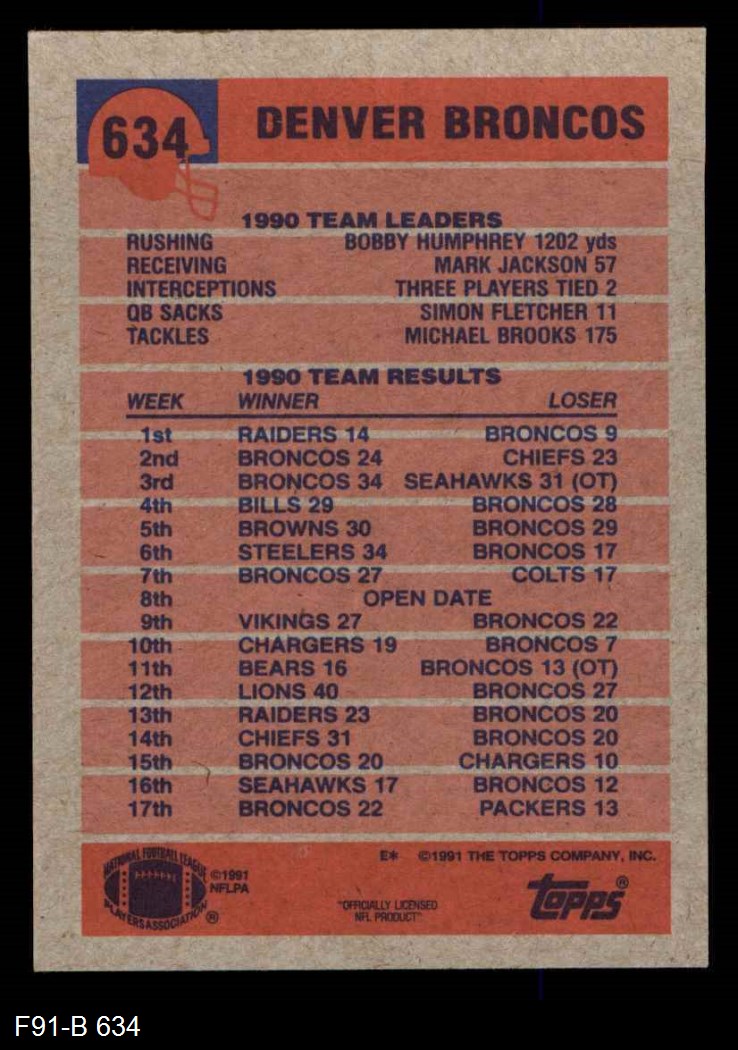 634
DENVER BRONCOS
1990 TEAM LEADERS
RUSHING BOBBY HUMPHREY 1202 yds
RECEIVING MARK JACKSON 57
INTERCEPTIONS THREE PLAYERS TIED 2
QB SACKS SIMON FLETCHER 11
TACKLES MICHAEL BROOKS 175
1990 TEAM RESULTS
WEEK WINNER LOSER
1st RAIDERS 14 BRONCOS 9
2nd BRONCOS 24 CHIEFS 23
3rd BRONCOS 34 SEAHAWKS 31 (OT)
4th BILLS 29 BRONCOS 28
5th BROWNS 30 BRONCOS 29
6th STEELERS 34 BRONCOS 17
7th BRONCOS 27 COLTS 17
8th OPEN DATE
9th VIKINGS 27 BRONCOS 22
10th CHARGERS 19 BRONCOS 7
11th BEARS 16 BRONCOS 13 (OT)
12th LIONS 40 BRONCOS 27
13th RAIDERS 23 BRONCOS 20
14th CHIEFS 31 BRONCOS 20
15th BRONCOS 20 CHARGERS 10
16th SEAHAWKS 17 BRONCOS 12
17th BRONCOS 22 PACKERS 13
E* ©1991 THE TOPPS COMPANY, INC.
NATIONAL FOOTBALL LEAGUE
PLAYERS ASSOCIATION ®
©1991
NFLPA
"OFFICIALLY LICENSED
NFL PRODUCT"
topps®
F91-B 634